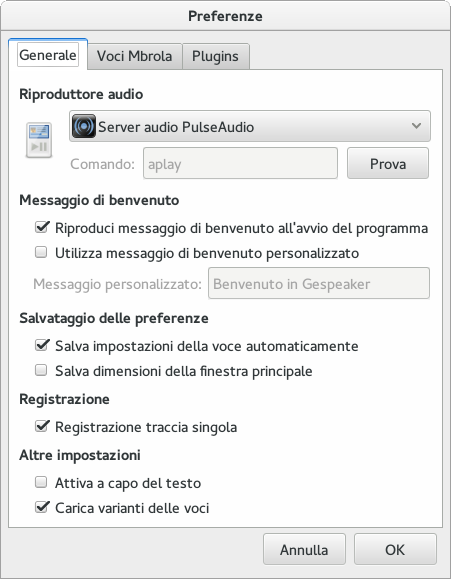 Preferenze
Generale Voci Mbrola Plugins
Riproduttore audio
Server audio PulseAudio
Comando: aplay Prova
Messaggio di benvenuto
Riproduci messaggio di benvenuto all'avvio del programma
Utilizza messaggio di benvenuto personalizzato
Messaggio personalizzato: Benvenuto in Gespeaker
Salvataggio delle preferenze
Salva impostazioni della voce automaticamente
Salva dimensioni della finestra principale
Registrazione
Registrazione traccia singola
Altre impostazioni
Attiva a capo del testo
Carica varianti delle voci
Annulla OK